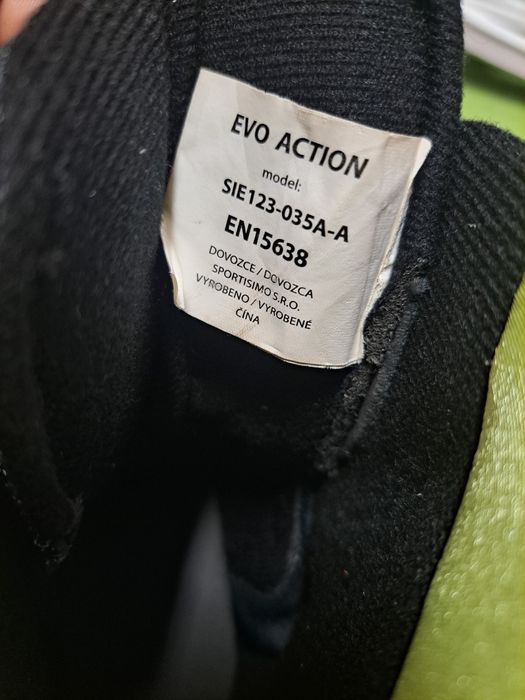 EVO ACTION
model:
SIE123-035A-A
EN15638
DOVOZCE / DOVOZCA
SPORTISIMO S.R.O.
VYROBENO / VYROBENÉ
ČÍNA